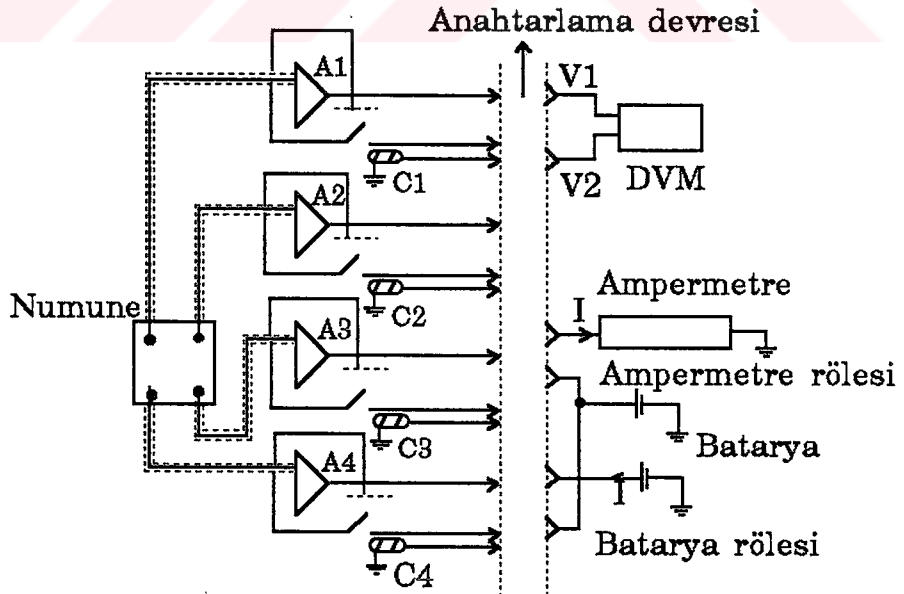 Anahtarlama devresi
A1
V1
C1
V2
DVM
A2
C2
Numune
Ampermetre
I
A3
Ampermetre rölesi
C3
Batarya
A4
I
Batarya rölesi
C4